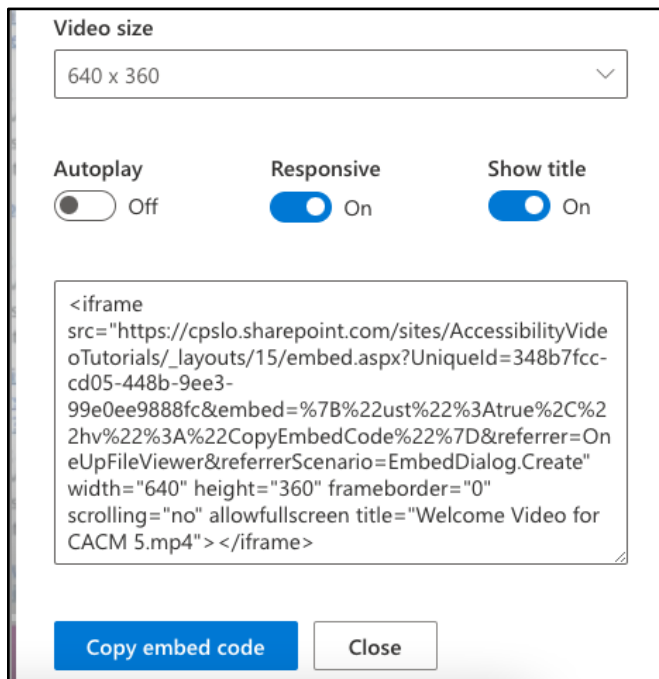 Video size
640 x 360
Autoplay Responsive Show title
Off On On
<iframe
src="https://cpslo.sharepoint.com/sites/AccessibilityVide
oTutorials/_layouts/15/embed.aspx?UniqueId=348b7fcc-
cd05-448b-9ee3-
99e0ee9888fc&embed=%7B%22ust%22%3Atrue%2C%2
2hv%22%3A%22CopyEmbedCode%22%7D&referrer=On
eUpFileViewer&referrerScenario=EmbedDialog.Create"
width="640" height="360" frameborder="0"
scrolling="no" allowfullscreen title="Welcome Video for
CACM 5.mp4"></iframe>
Copy embed code Close